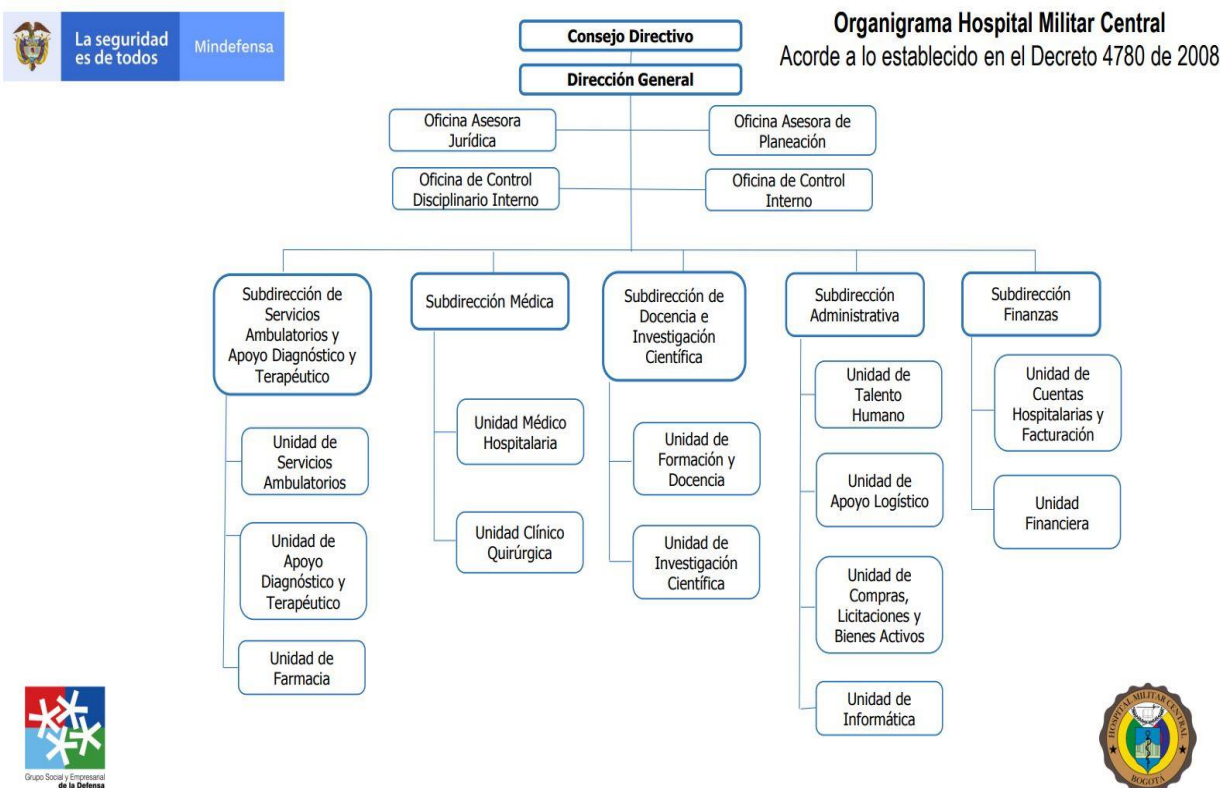 La seguridad
es de todos
Mindefensa
Organigrama Hospital Militar Central
Acorde a lo establecido en el Decreto 4780 de 2008
Consejo Directivo
Dirección General
Oficina Asesora
Jurídica
Oficina Asesora de
Planeación
Oficina de Control
Disciplinario Interno
Oficina de Control
Interno
Subdirección de
Servicios
Ambulatorios y
Apoyo Diagnóstico y
Terapéutico
Unidad de
Servicios
Ambulatorios
Unidad de
Apoyo
Diagnóstico y
Terapéutico
Unidad de
Farmacia
Subdirección Médica
Unidad Médico
Hospitalaria
Unidad Clínico
Quirúrgica
Subdirección de
Docencia e
Investigación
Científica
Unidad de
Formación y
Docencia
Unidad de
Investigación
Científica
Subdirección
Administrativa
Unidad de
Talento
Humano
Unidad de
Apoyo Logístico
Unidad de
Compras,
Licitaciones y
Bienes Activos
Unidad de
Informática
Subdirección
Finanzas
Unidad de
Cuentas
Hospitalarias y
Facturación
Unidad
Financiera
Grupo Social y Empresarial
de la Defensa
HOSPITAL MILITAR CENTRAL
BOGOTA